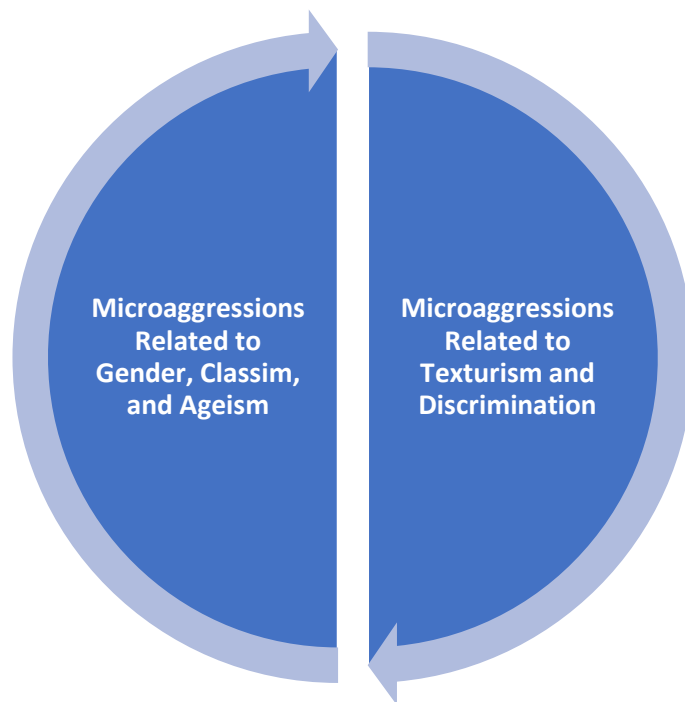 Microaggressions
Related to
Gender, Classim,
and Ageism
Microaggressions
Related to
Texturism and
Discrimination